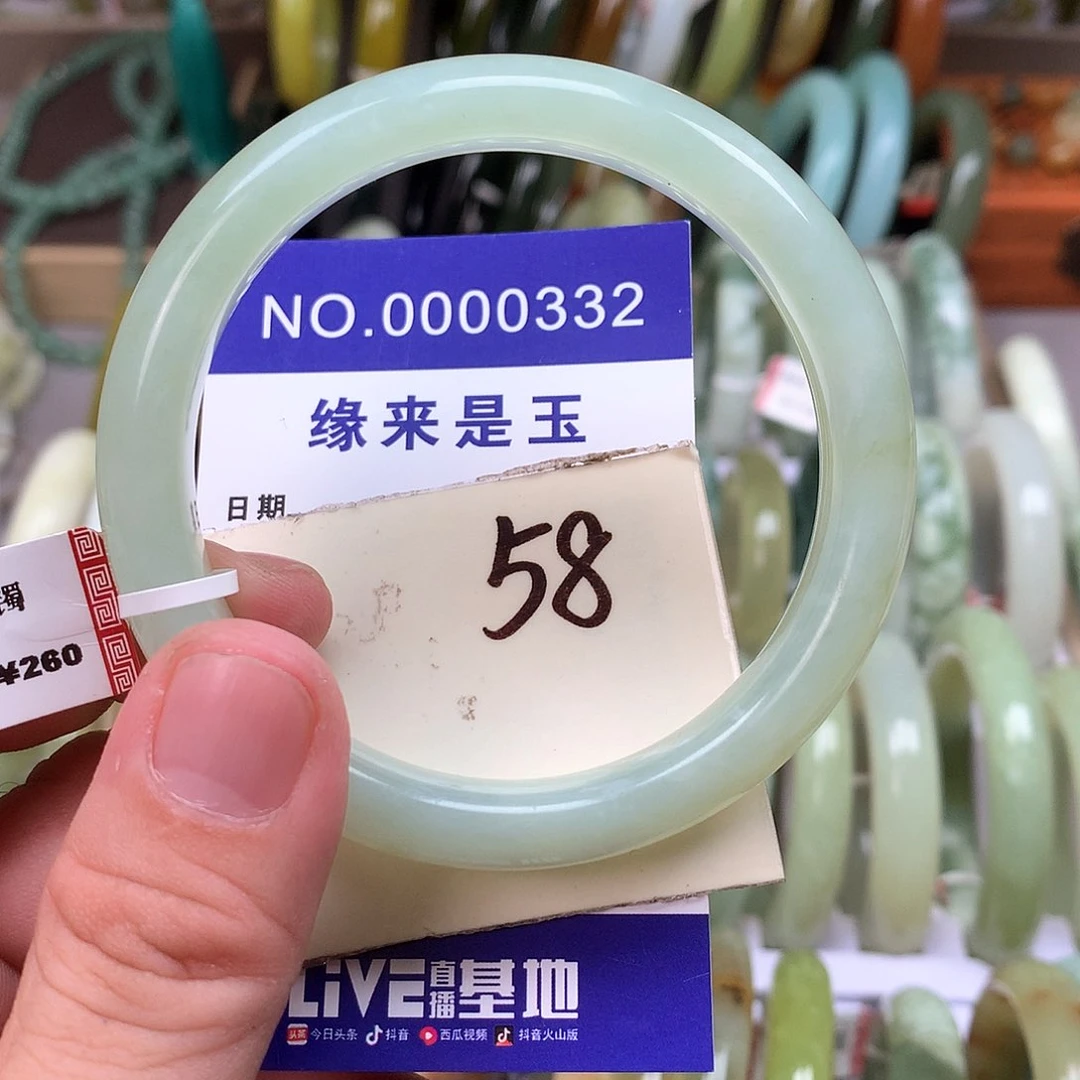 NO.0000332
缘来是玉
日期
58
镯
¥260
LiVE直播基地
今日头条 抖音 西瓜视频 抖音火山版